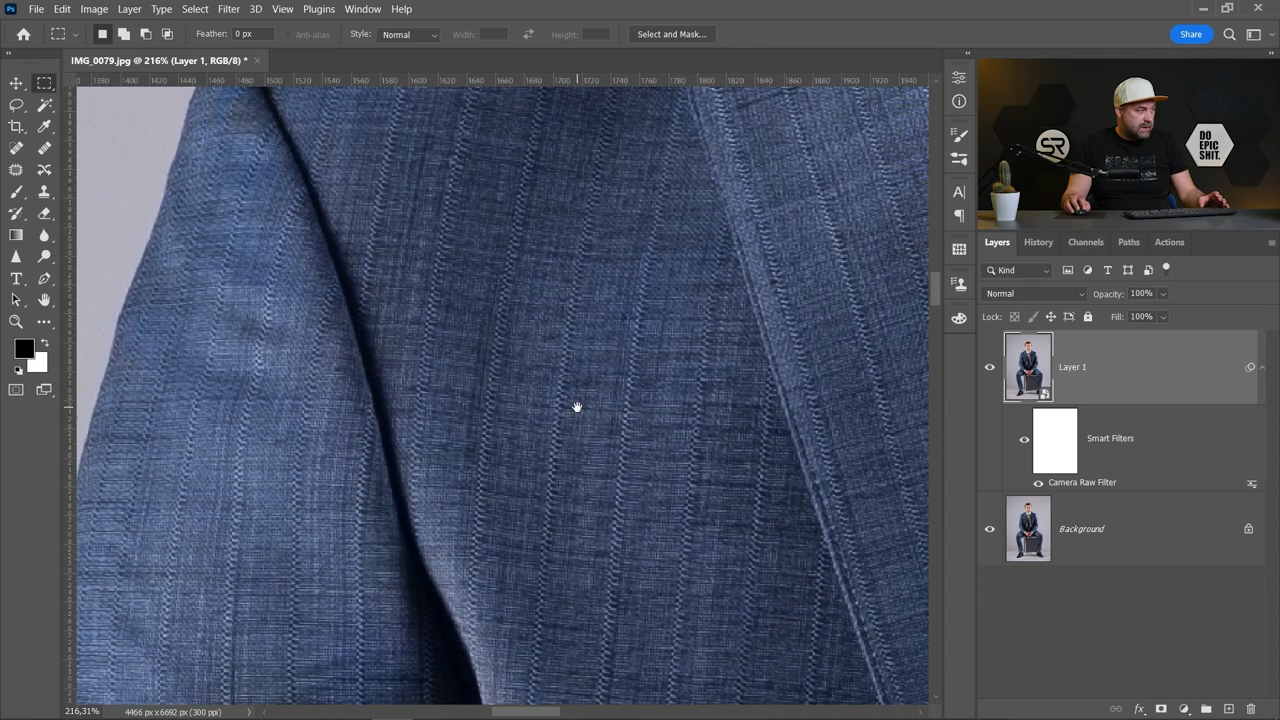 Ps File Edit Image Layer Type Select Filter 3D View Plugins Window Help
Feather: 0 px Anti-alias Style: Normal Width: Height: Select and Mask... Share
IMG_0079.jpg @ 216% (Layer 1, RGB/8) *
1380 1400 1420 1440 1460 1480 1500 1520 1540 1560 1580 1600 1620 1640 1660 1680 1700 1720 1740 1760 1780 1800 1820 1840 1860 1880 1900 1920 1940
SR
DO
EPIC
SHIT.
Layers History Channels Paths Actions
Kind
Normal Opacity: 100%
Lock: Fill: 100%
Layer 1
Smart Filters
Camera Raw Filter
Background
216,31% 4466 px x 6692 px (300 ppi)